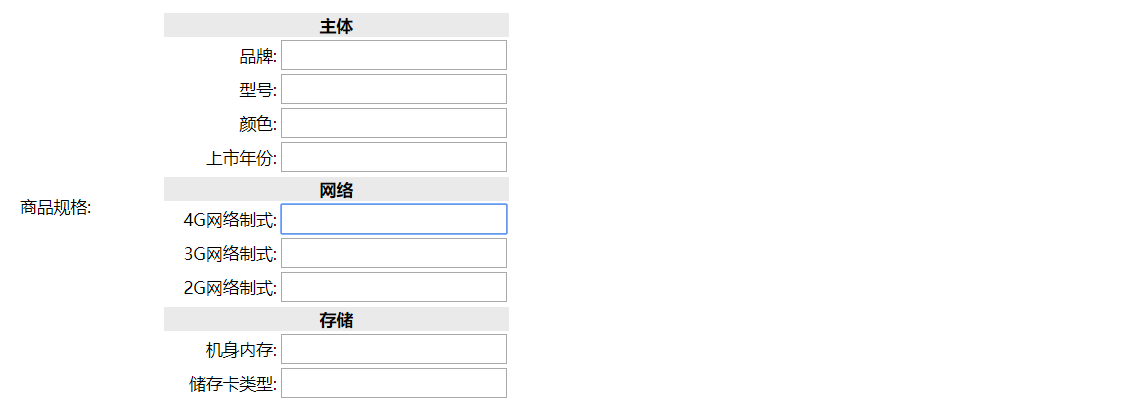 主体
品牌:
型号:
颜色:
上市年份:
网络
商品规格:
4G网络制式:
3G网络制式:
2G网络制式:
存储
机身内存:
储存卡类型: